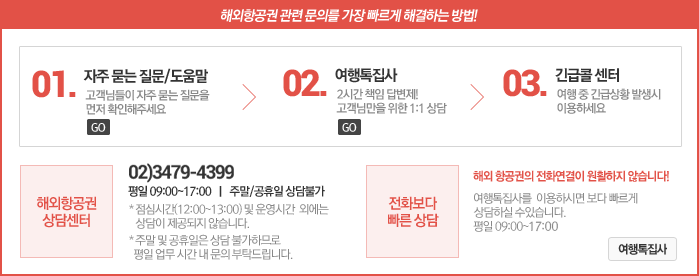 해외항공권 관련 문의를 가장 빠르게 해결하는 방법!
01. 자주 묻는 질문/도움말
고객님들이 자주 묻는 질문을
먼저 확인해주세요
GO
02. 여행톡집사
2시간 책임 답변제!
고객님만을 위한 1:1 상담
GO
03. 긴급콜 센터
여행 중 긴급상황 발생시
이용하세요
해외항공권
상담센터
02)3479-4399
평일 09:00~17:00 | 주말/공휴일 상담불가
* 점심시간(12:00~13:00) 및 운영시간 외에는
상담이 제공되지 않습니다.
* 주말 및 공휴일은 상담 불가하므로
평일 업무 시간 내 문의 부탁드립니다.
전화보다
빠른 상담
해외 항공권의 전화연결이 원활하지 않습니다!
여행톡집사를 이용하시면 보다 빠르게
상담하실 수있습니다.
평일 09:00~17:00
여행톡집사